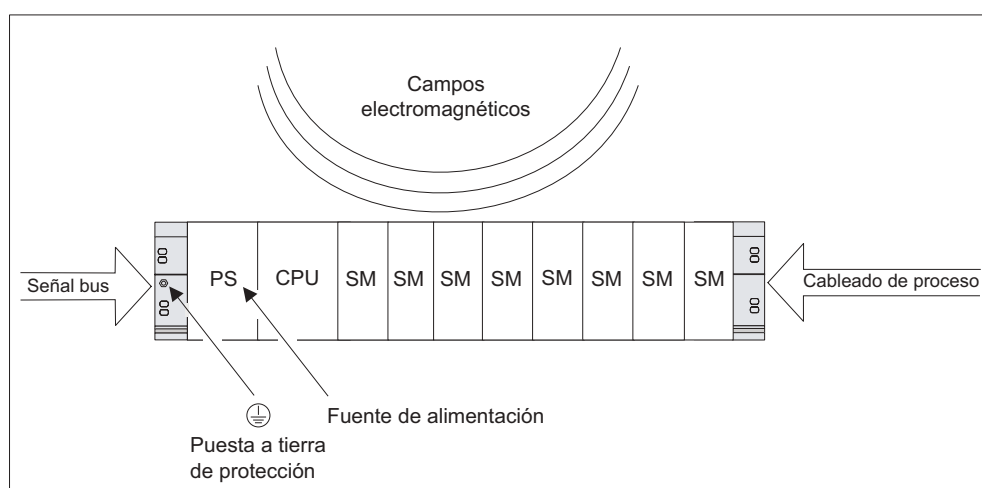 Campos
electromagnéticos
Señal bus
PS CPU SM SM SM SM SM SM SM SM
Cableado de proceso
Fuente de alimentación
Puesta a tierra
de protección